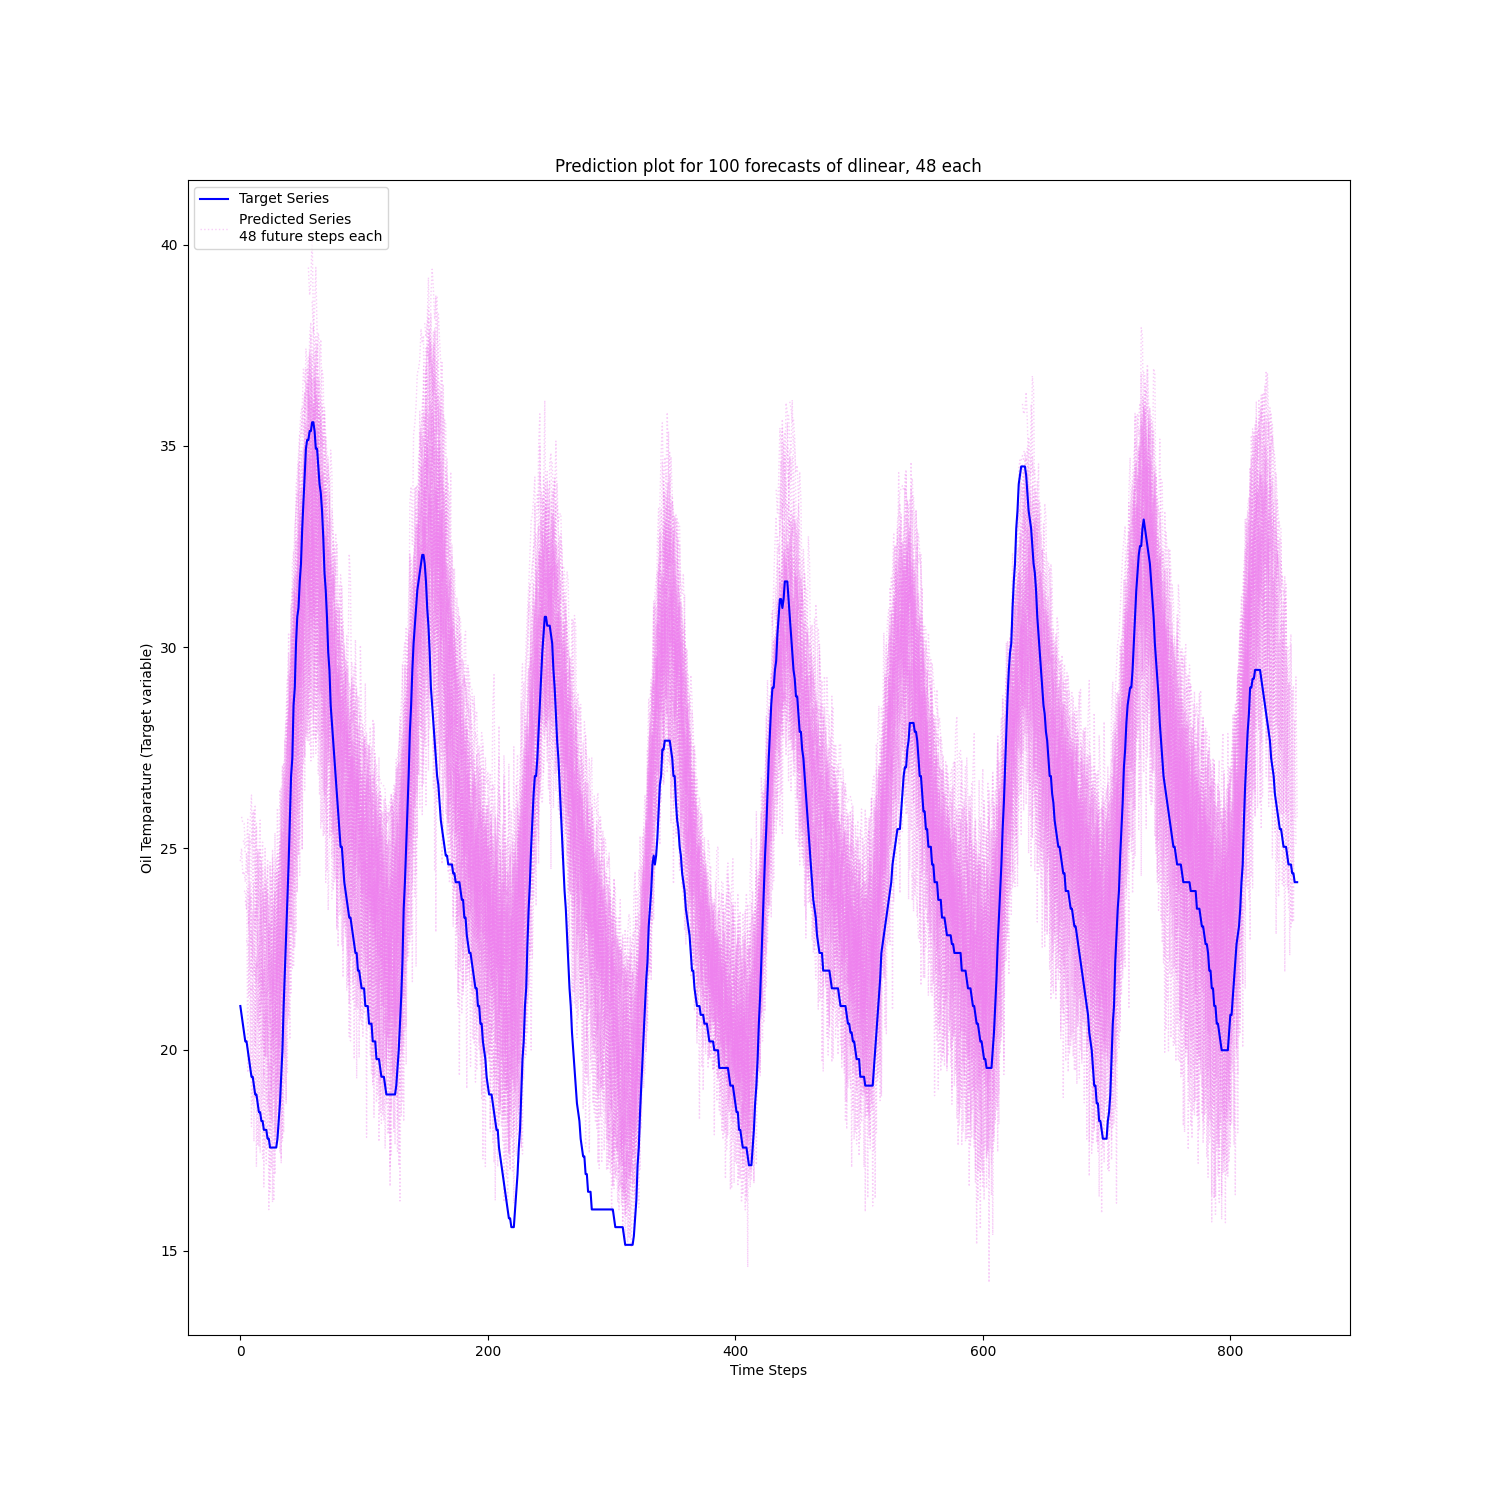 Prediction plot for 100 forecasts of dlinear, 48 each
Target Series
Predicted Series
48 future steps each
40
35
30
25
20
15
Oil Temparature (Target variable)
0 200 400 600 800
Time Steps